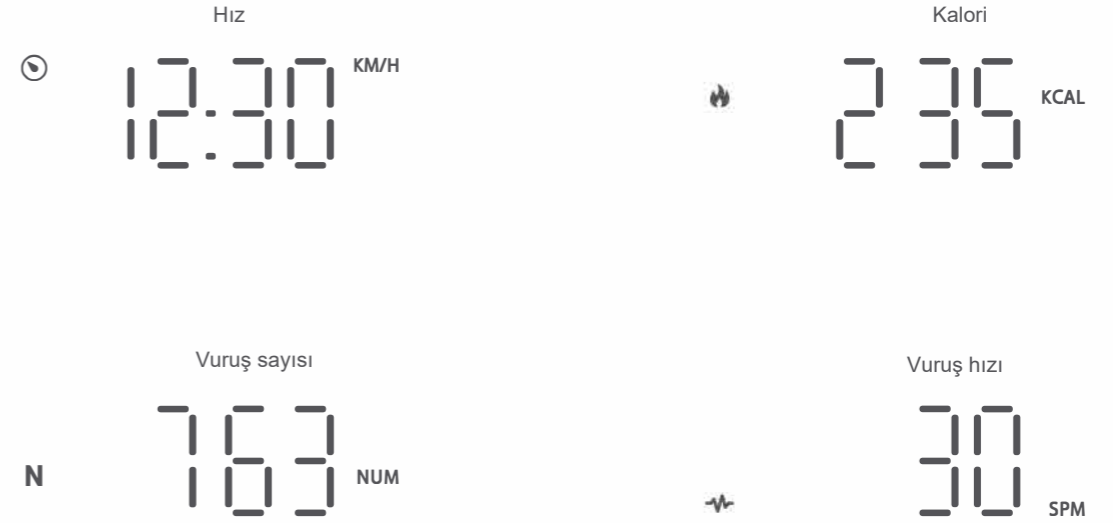 Hız
12:30 KM/H
Kalori
235 KCAL
Vuruş sayısı
N 763 NUM
Vuruş hızı
30 SPM